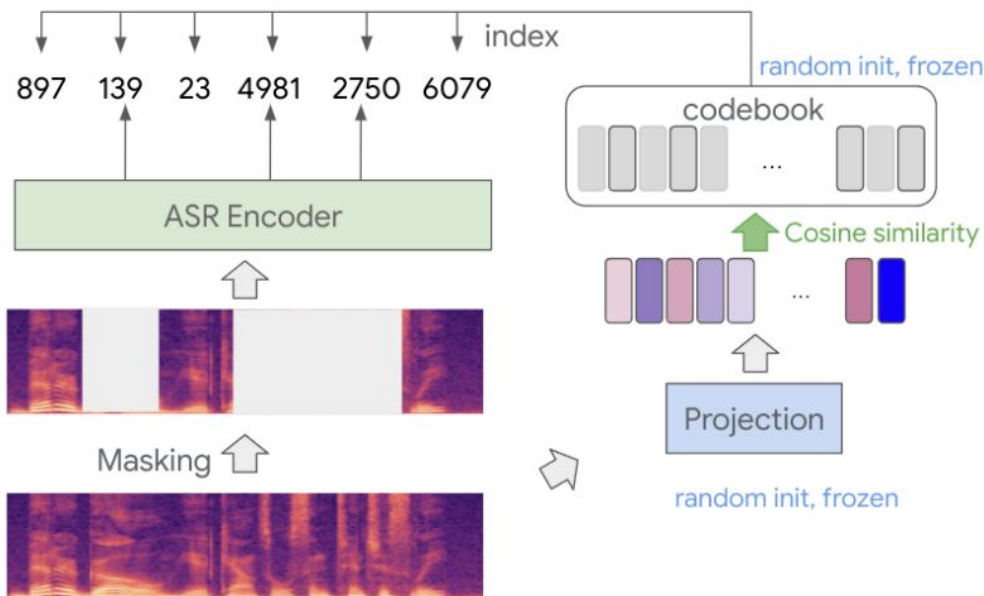 index
897 139 23 4981 2750 6079
random init, frozen
codebook
...
ASR Encoder
Cosine similarity
...
Projection
Masking
random init, frozen